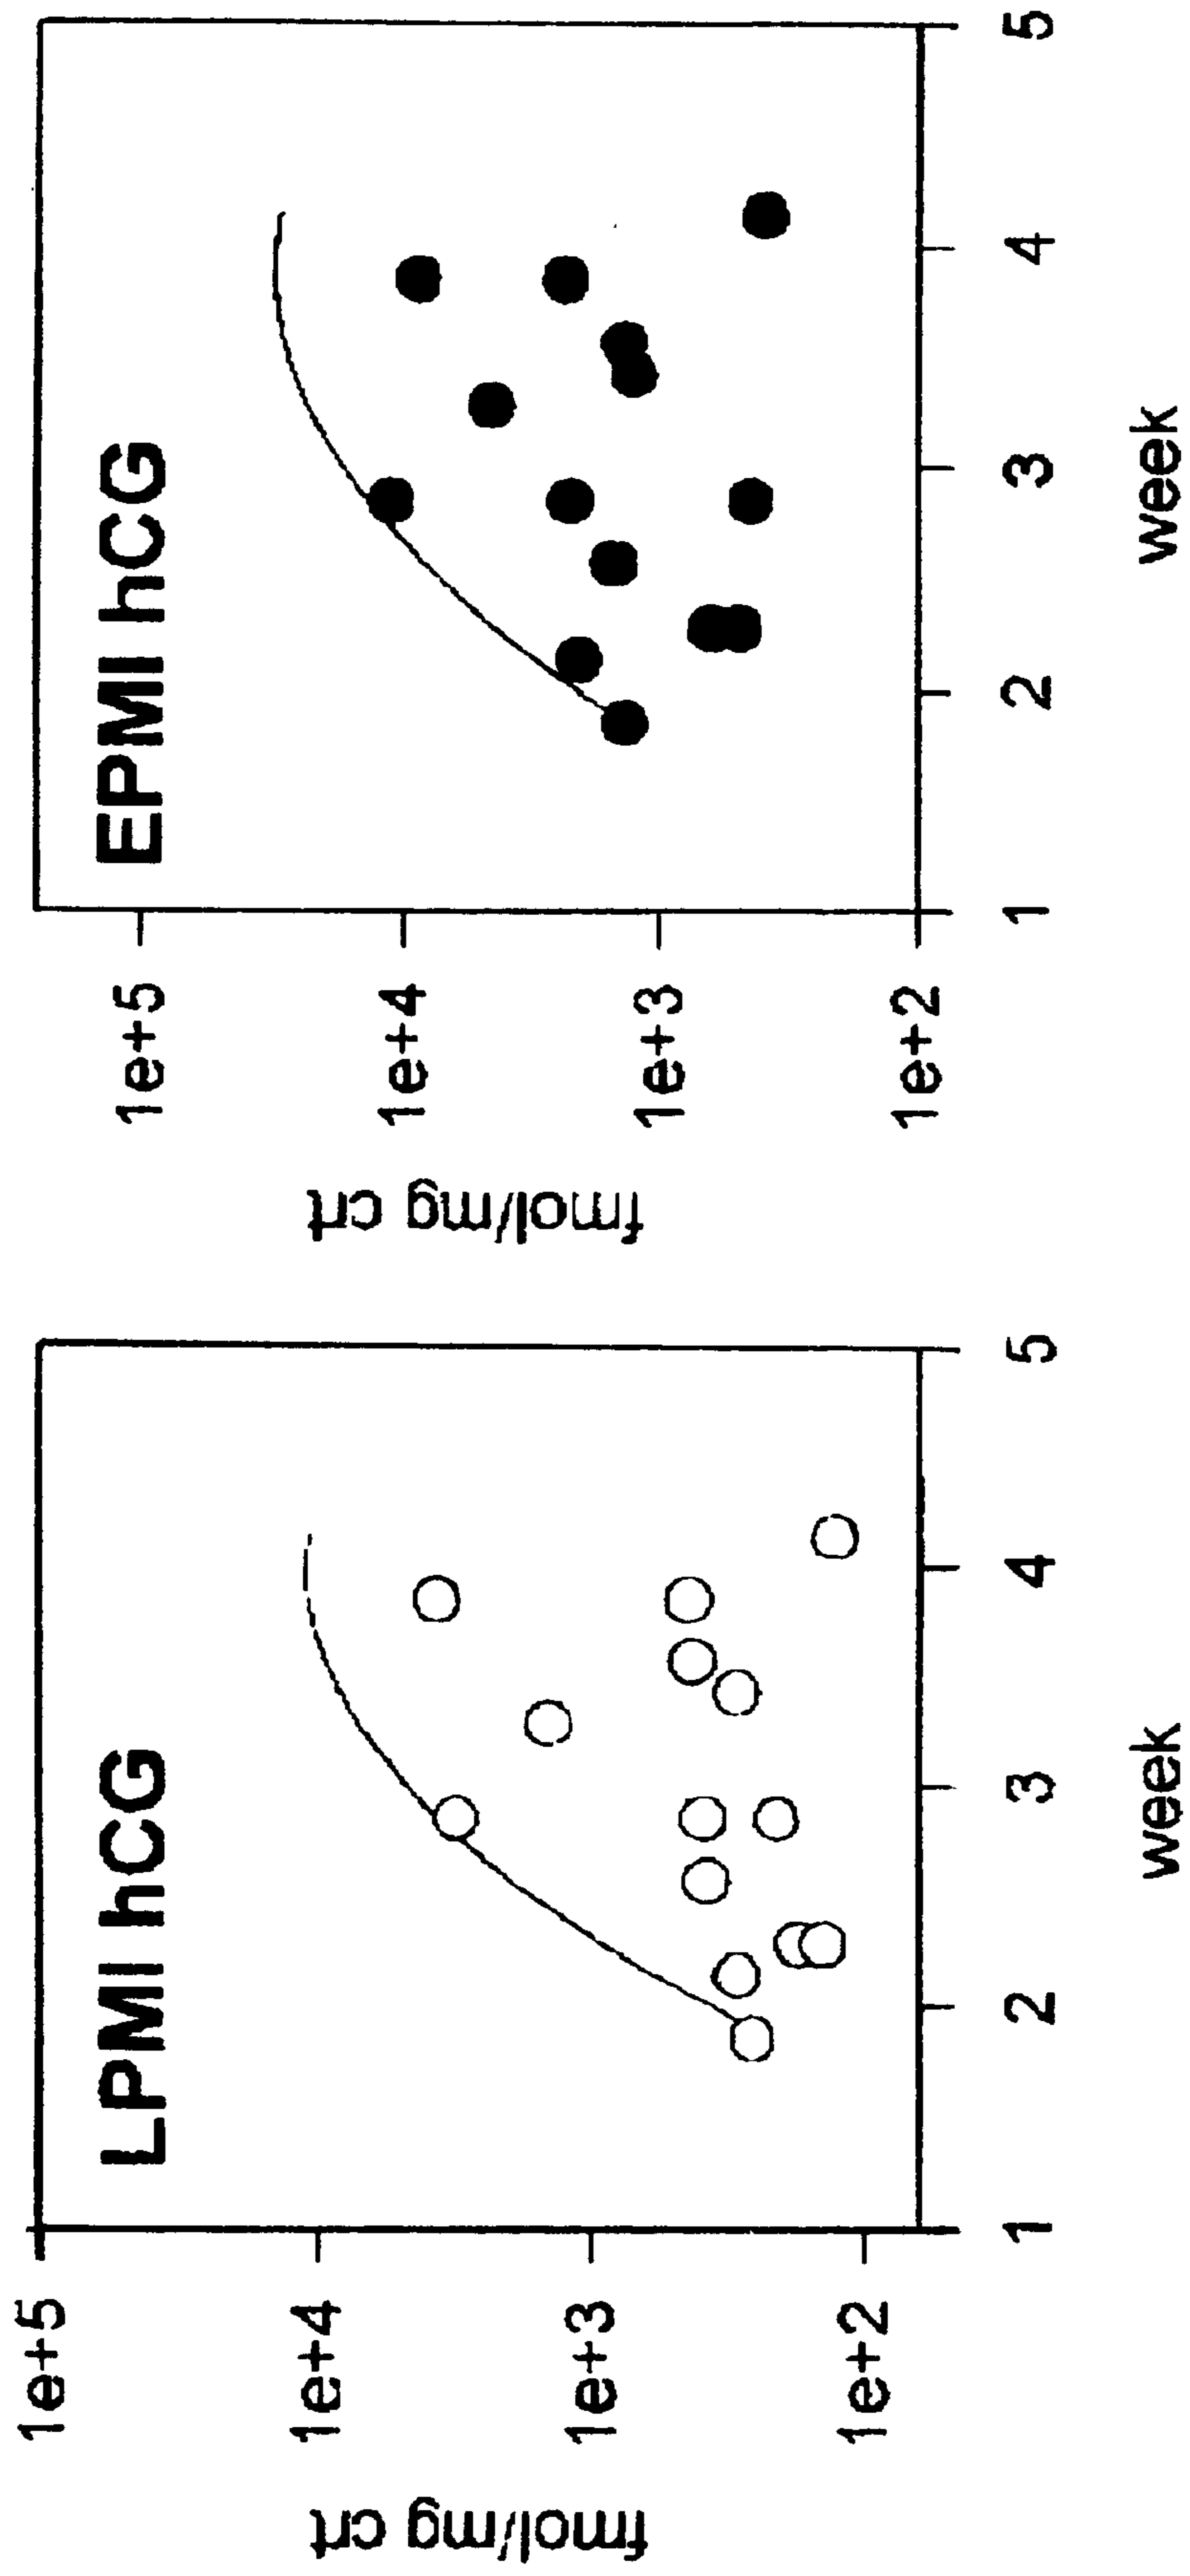 LPMI hCG
fmol/mg crt
1e+5
1e+4
1e+3
1e+2
1 2 3 4 5
week
EPMI hCG
fmol/mg crt
1e+5
1e+4
1e+3
1e+2
1 2 3 4 5
week